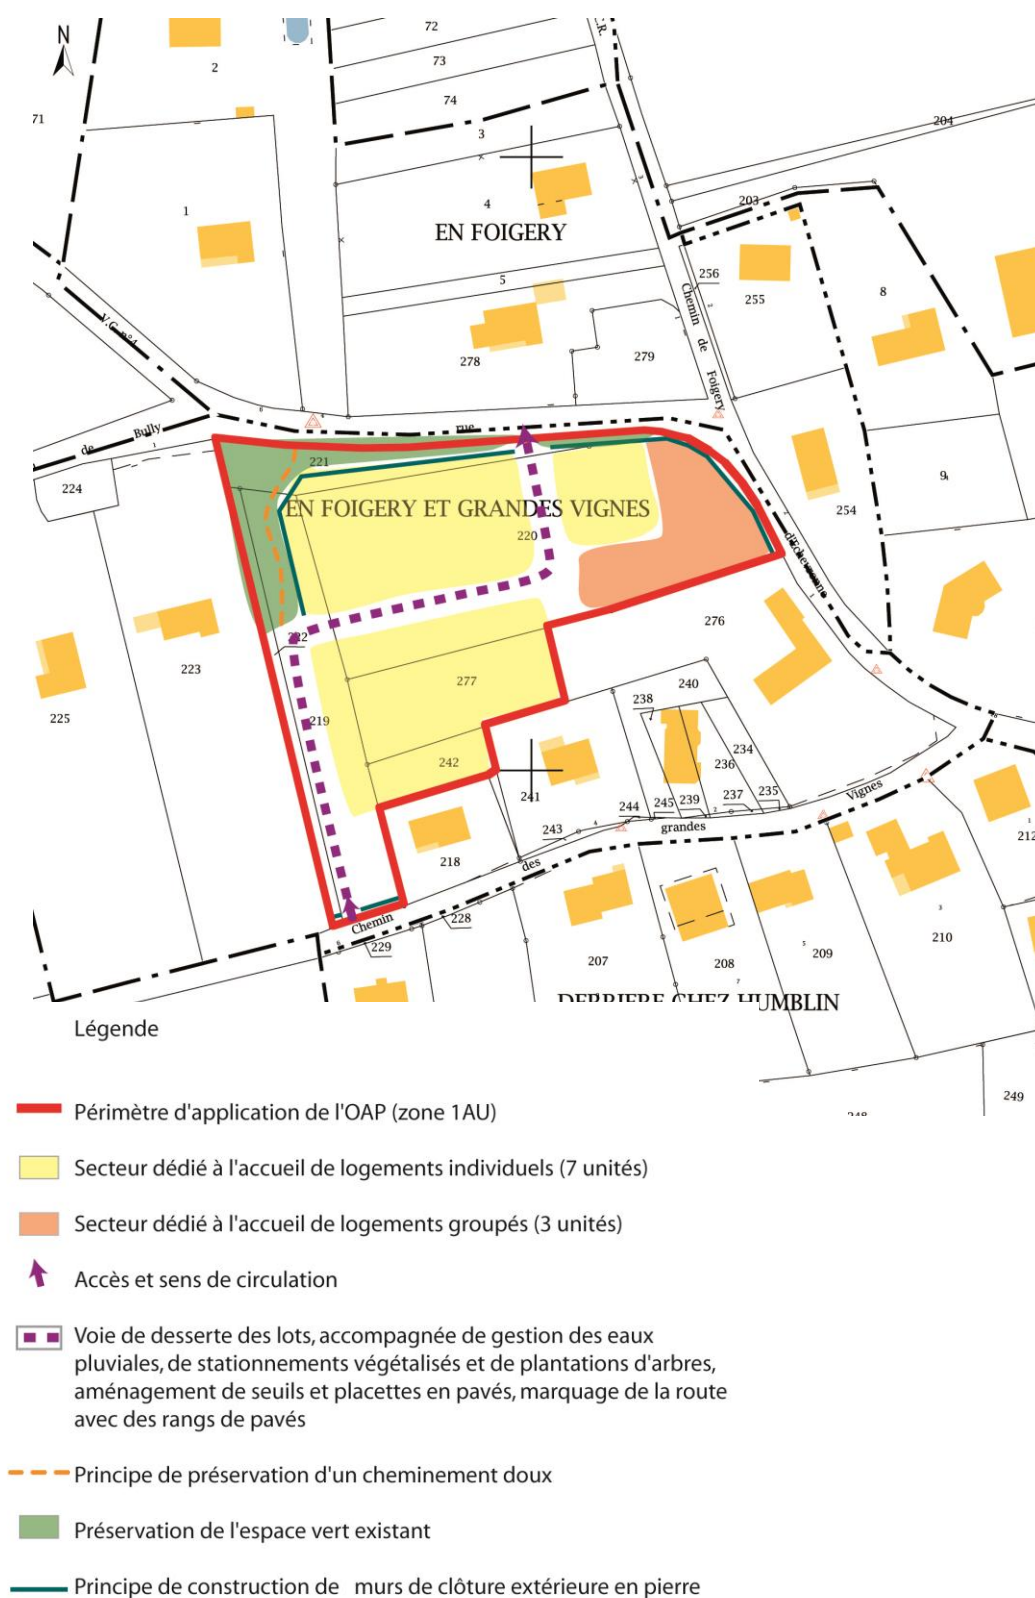 N
72
73
74
2
71
3
204
1
4
203
EN FOIGERY
256
5
255
8
Chemin de Foigery
V.C. n°4
278
279
rue
de Bully
221
224
9
EN FOIGERY ET GRANDES VIGNES
220
254
d'Echevronne
222
276
223
277
240
238
225
219
234
236
242
241
237
235
Vignes
244
245
239
243
grandes
218
des
212
228
Chemin
229
207
208
209
210
DERRIERE CHEZ HUMBLIN
249
248
Légende
Périmètre d'application de l'OAP (zone 1AU)
Secteur dédié à l'accueil de logements individuels (7 unités)
Secteur dédié à l'accueil de logements groupés (3 unités)
Accès et sens de circulation
Voie de desserte des lots, accompagnée de gestion des eaux
pluviales, de stationnements végétalisés et de plantations d'arbres,
aménagement de seuils et placettes en pavés, marquage de la route
avec des rangs de pavés
Principe de préservation d'un cheminement doux
Préservation de l'espace vert existant
Principe de construction de murs de clôture extérieure en pierre